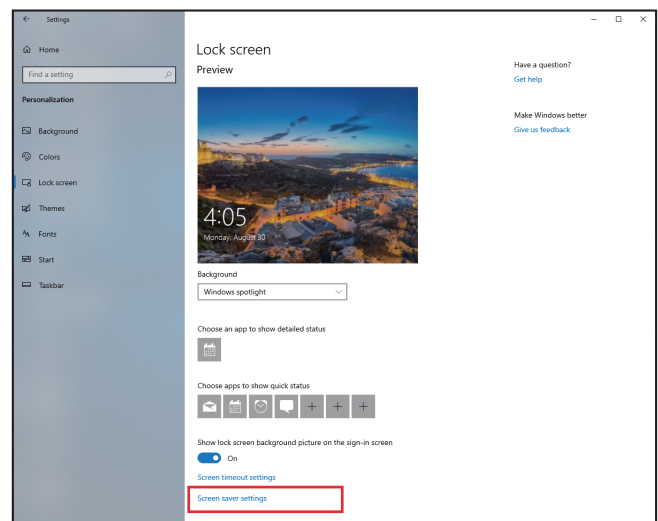 Settings
Home
Find a setting
Personalization
Background
Colors
Lock screen
Themes
Fonts
Start
Taskbar
Lock screen
Preview
4:05
Monday, August 30
Background
Windows spotlight
Choose an app to show detailed status
Choose apps to show quick status
Show lock screen background picture on the sign-in screen
On
Screen timeout settings
Screen saver settings
Have a question?
Get help
Make Windows better
Give us feedback